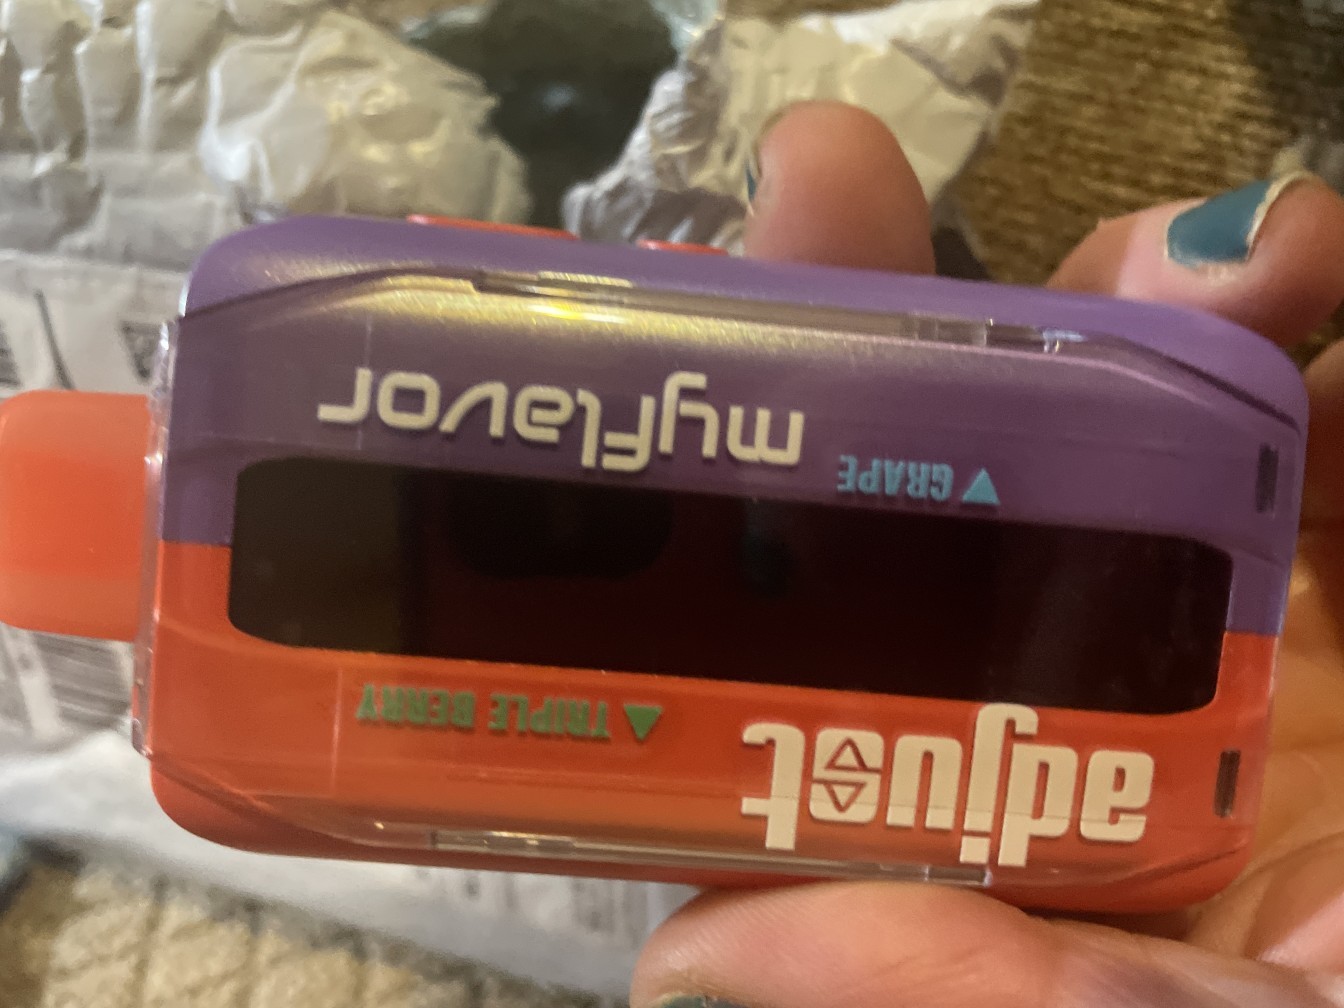 adjust
▲ TRIPLE BERRY
▼ GRAPE
myflavor